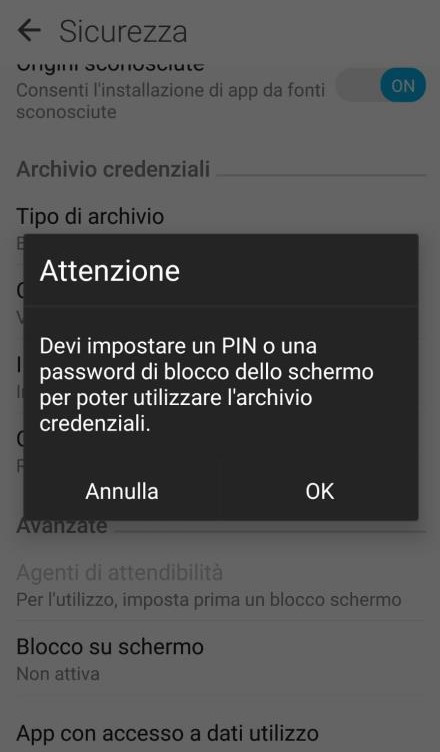 Sicurezza
Origini sconosciute
ON
Consenti l'installazione di app da fonti
sconosciute
Archivio credenziali
Tipo di archivio
Attenzione
Devi impostare un PIN o una
password di blocco dello schermo
per poter utilizzare l'archivio
credenziali.
Annulla
OK
Avanzate
Agenti di attendibilità
Per l'utilizzo, imposta prima un blocco schermo
Blocco su schermo
Non attiva
App con accesso a dati utilizzo